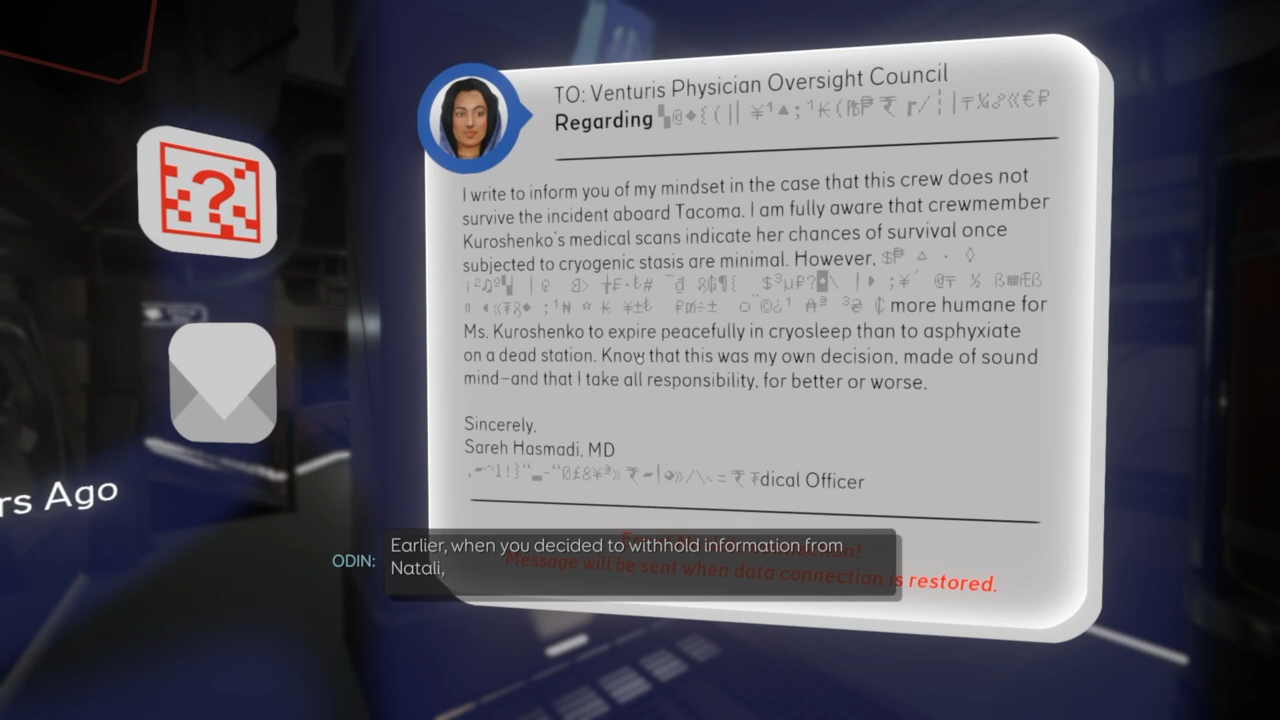 TO: Venturis Physician Oversight Council
Regarding
I write to inform you of my mindset in the case that this crew does not
survive the incident aboard Tacoma. I am fully aware that crewmember
Kuroshenko's medical scans indicate her chances of survival once
subjected to cryogenic stasis are minimal. However,
more humane for
Ms. Kuroshenko to expire peacefully in cryosleep than to asphyxiate
on a dead station. Know that this was my own decision, made of sound
mind—and that I take all responsibility, for better or worse.
Sincerely,
Sareh Hasmadi, MD
dical Officer
Message will be sent when data connection is restored.
?
rs Ago
ODIN:
Earlier, when you decided to withhold information from
Natali,